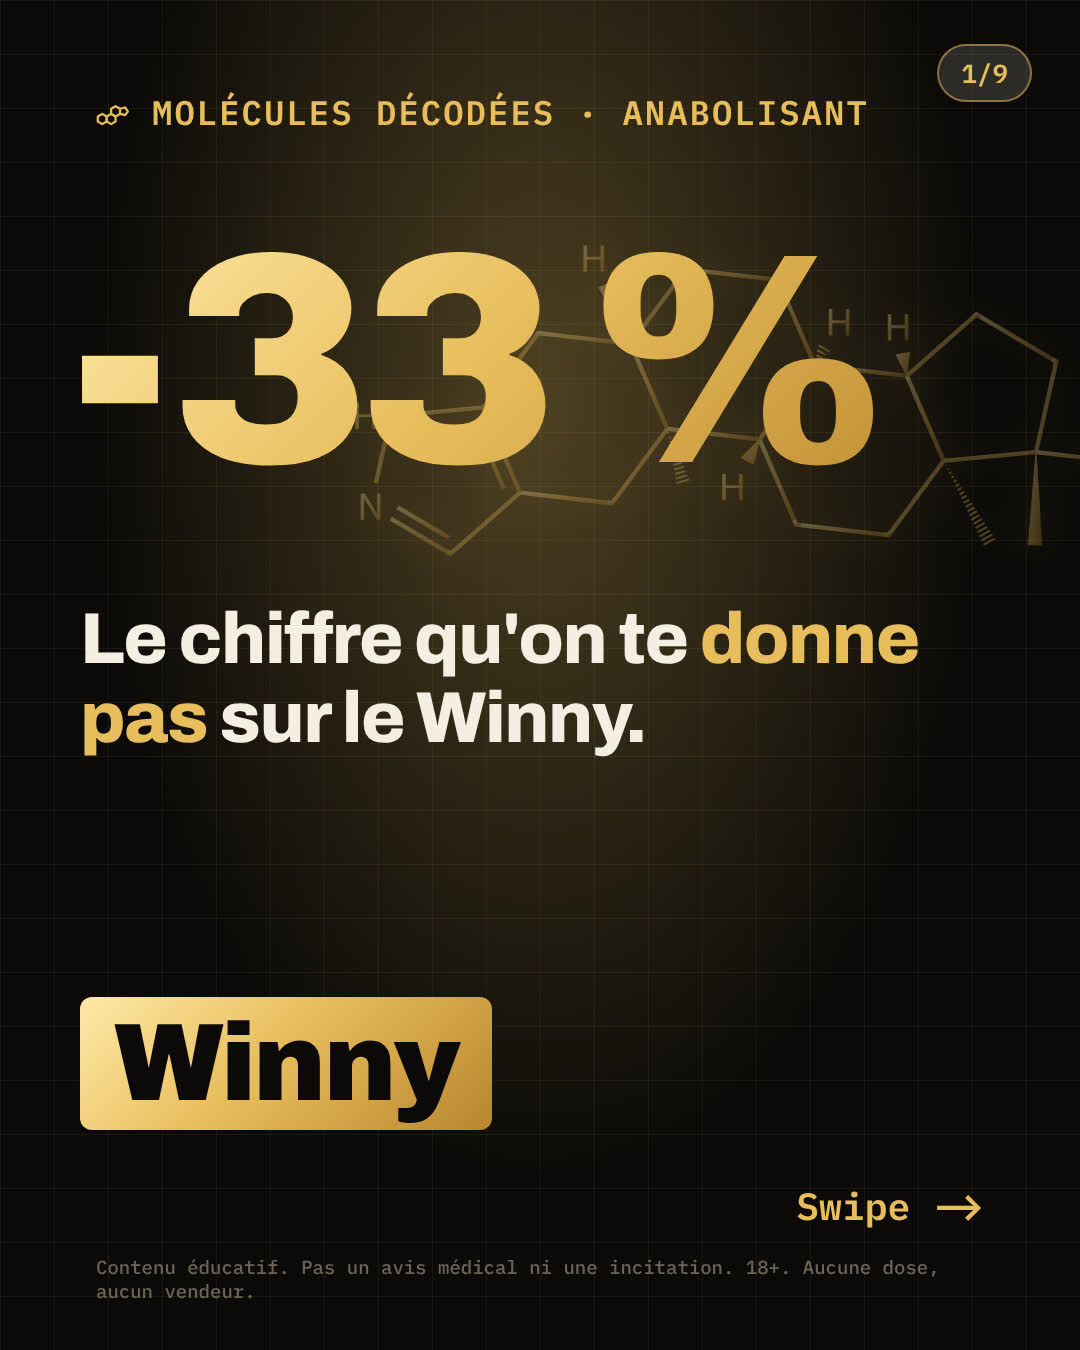 1/9
MOLÉCULES DÉCODÉES · ANABOLISANT
-33 %
H
H
H
H
N
H
Le chiffre qu'on te donne
pas sur le Winny.
Winny
Swipe →
Contenu éducatif. Pas un avis médical ni une incitation. 18+. Aucune dose,
aucun vendeur.